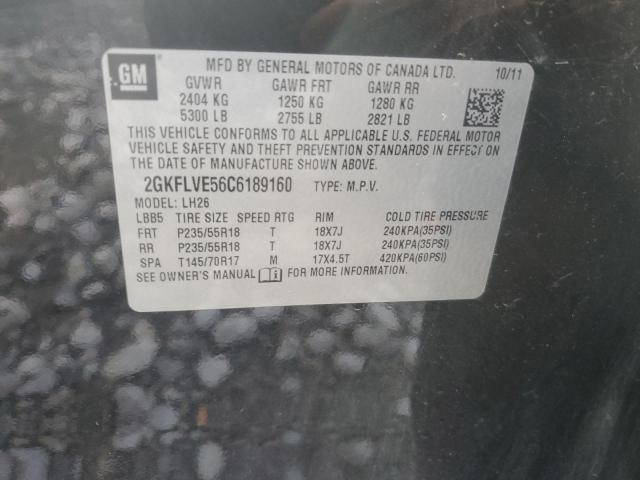 GM
MFD BY GENERAL MOTORS OF CANADA LTD. 10/11
GVWR GAWR FRT GAWR RR
2404 KG 1250 KG 1280 KG
5300 LB 2755 LB 2821 LB
THIS VEHICLE CONFORMS TO ALL APPLICABLE U.S. FEDERAL MOTOR
VEHICLE SAFETY AND THEFT PREVENTION STANDARDS IN EFFECT ON
THE DATE OF MANUFACTURE SHOWN ABOVE.
2GKFLVE56C6189160 TYPE: M.P.V.
MODEL: LH26
LBB5 TIRE SIZE SPEED RTG RIM COLD TIRE PRESSURE
FRT P235/55R18 T 18X7J 240KPA(35PSI)
RR P235/55R18 T 18X7J 240KPA(35PSI)
SPA T145/70R17 M 17X4.5T 420KPA(60PSI)
SEE OWNER'S MANUAL FOR MORE INFORMATION.